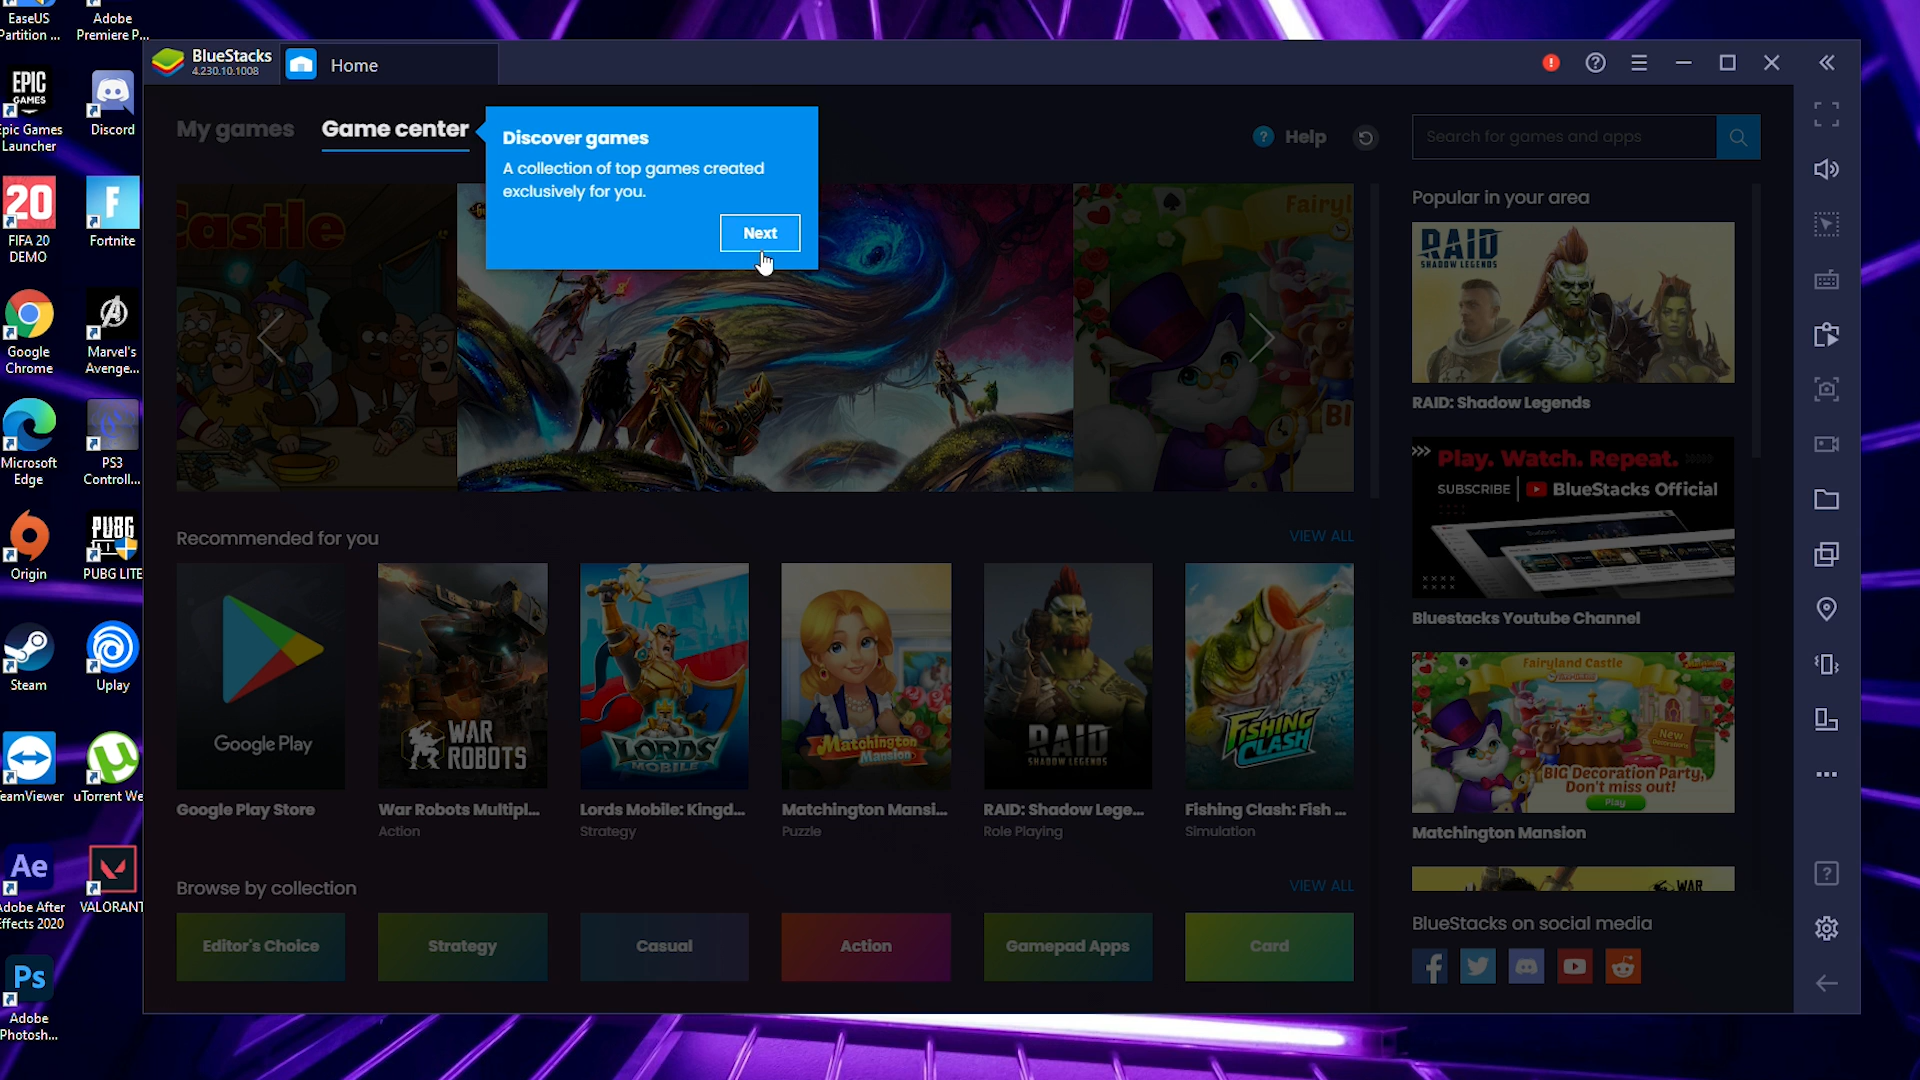 EaseUS
Partition ...
Adobe
Premiere P...
EPIC
GAMES
Epic Games
Launcher
Discord
20
FIFA 20
DEMO
F
Fortnite
Google
Chrome
Marvel's
Avenge...
Microsoft
Edge
PS3
Controll...
Origin
PUBG
PUBG LITE
Steam
Uplay
TeamViewer
uTorrent We
Ae
Adobe After
Effects 2020
VALORANT
Ps
Adobe
Photosh...
BlueStacks
4.230.10.1008
Home
My games
Game center
Discover games
A collection of top games created
exclusively for you.
Next
Help
Search for games and apps
Castle
Fairyl
BI
Popular in your area
RAID
SHADOW LEGENDS
RAID: Shadow Legends
Play. Watch. Repeat.
SUBSCRIBE
BlueStacks Official
Bluestacks Youtube Channel
Fairyland Castle
New
Decorations
BIG Decoration Party,
Don't miss out!
Play
Matchington Mansion
WAR
Recommended for you
VIEW ALL
Google Play
WAR
ROBOTS
LORDS
MOBILE
Matchington
Mansion
RAID
SHADOW LEGENDS
FISHING
CLASH
Google Play Store
War Robots Multipl...
Action
Lords Mobile: Kingd...
Strategy
Matchington Mansi...
Puzzle
RAID: Shadow Lege...
Role Playing
Fishing Clash: Fish ...
Simulation
Browse by collection
VIEW ALL
Editor's Choice
Strategy
Casual
Action
Gamepad Apps
Card
BlueStacks on social media